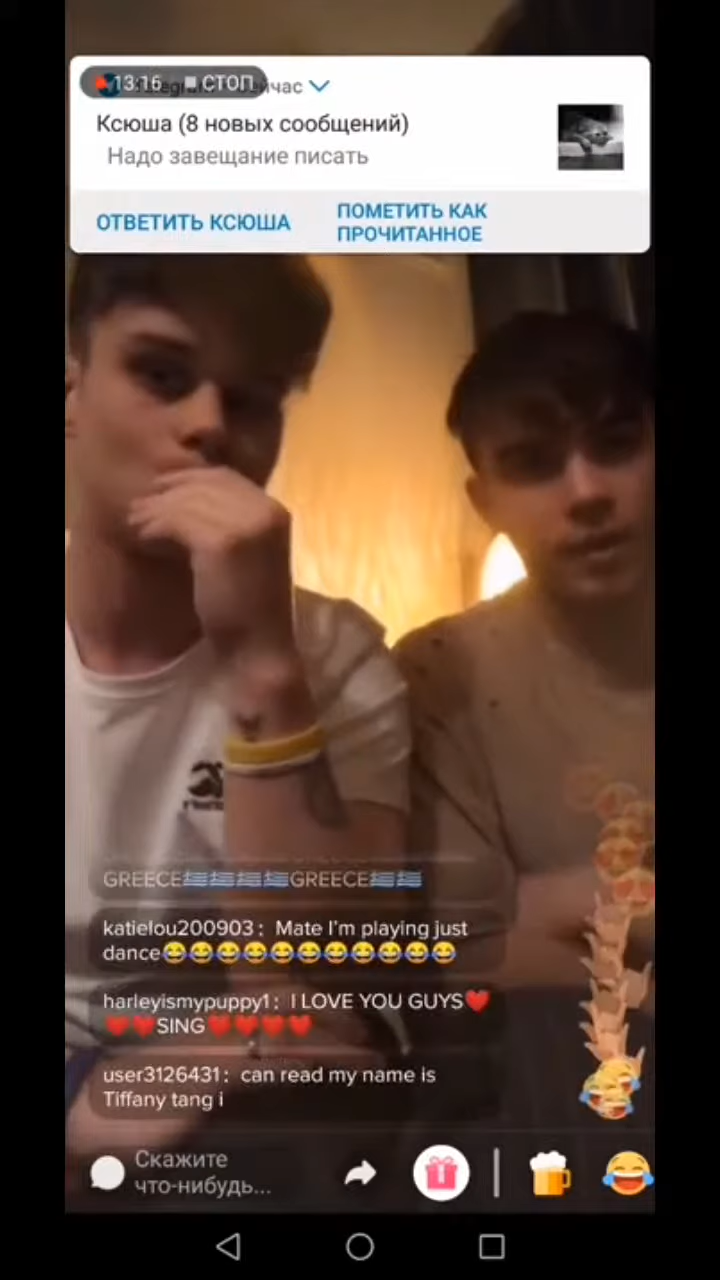 13:16 СТОП
Telegram сейчас
Ксюша (8 новых сообщений)
Надо завещание писать
ОТВЕТИТЬ КСЮША
ПОМЕТИТЬ КАК
ПРОЧИТАННОЕ
GREECE🇬🇷🇬🇷🇬🇷🇬🇷GREECE🇬🇷🇬🇷
katielou200903: Mate I'm playing just
dance😂😂😂😂😂😂😂😂😂😂😂
harleyismypuppy1: I LOVE YOU GUYS❤️
❤️❤️SING❤️❤️❤️❤️
user3126431: can read my name is
Tiffany tang i
Скажите
что-нибудь...